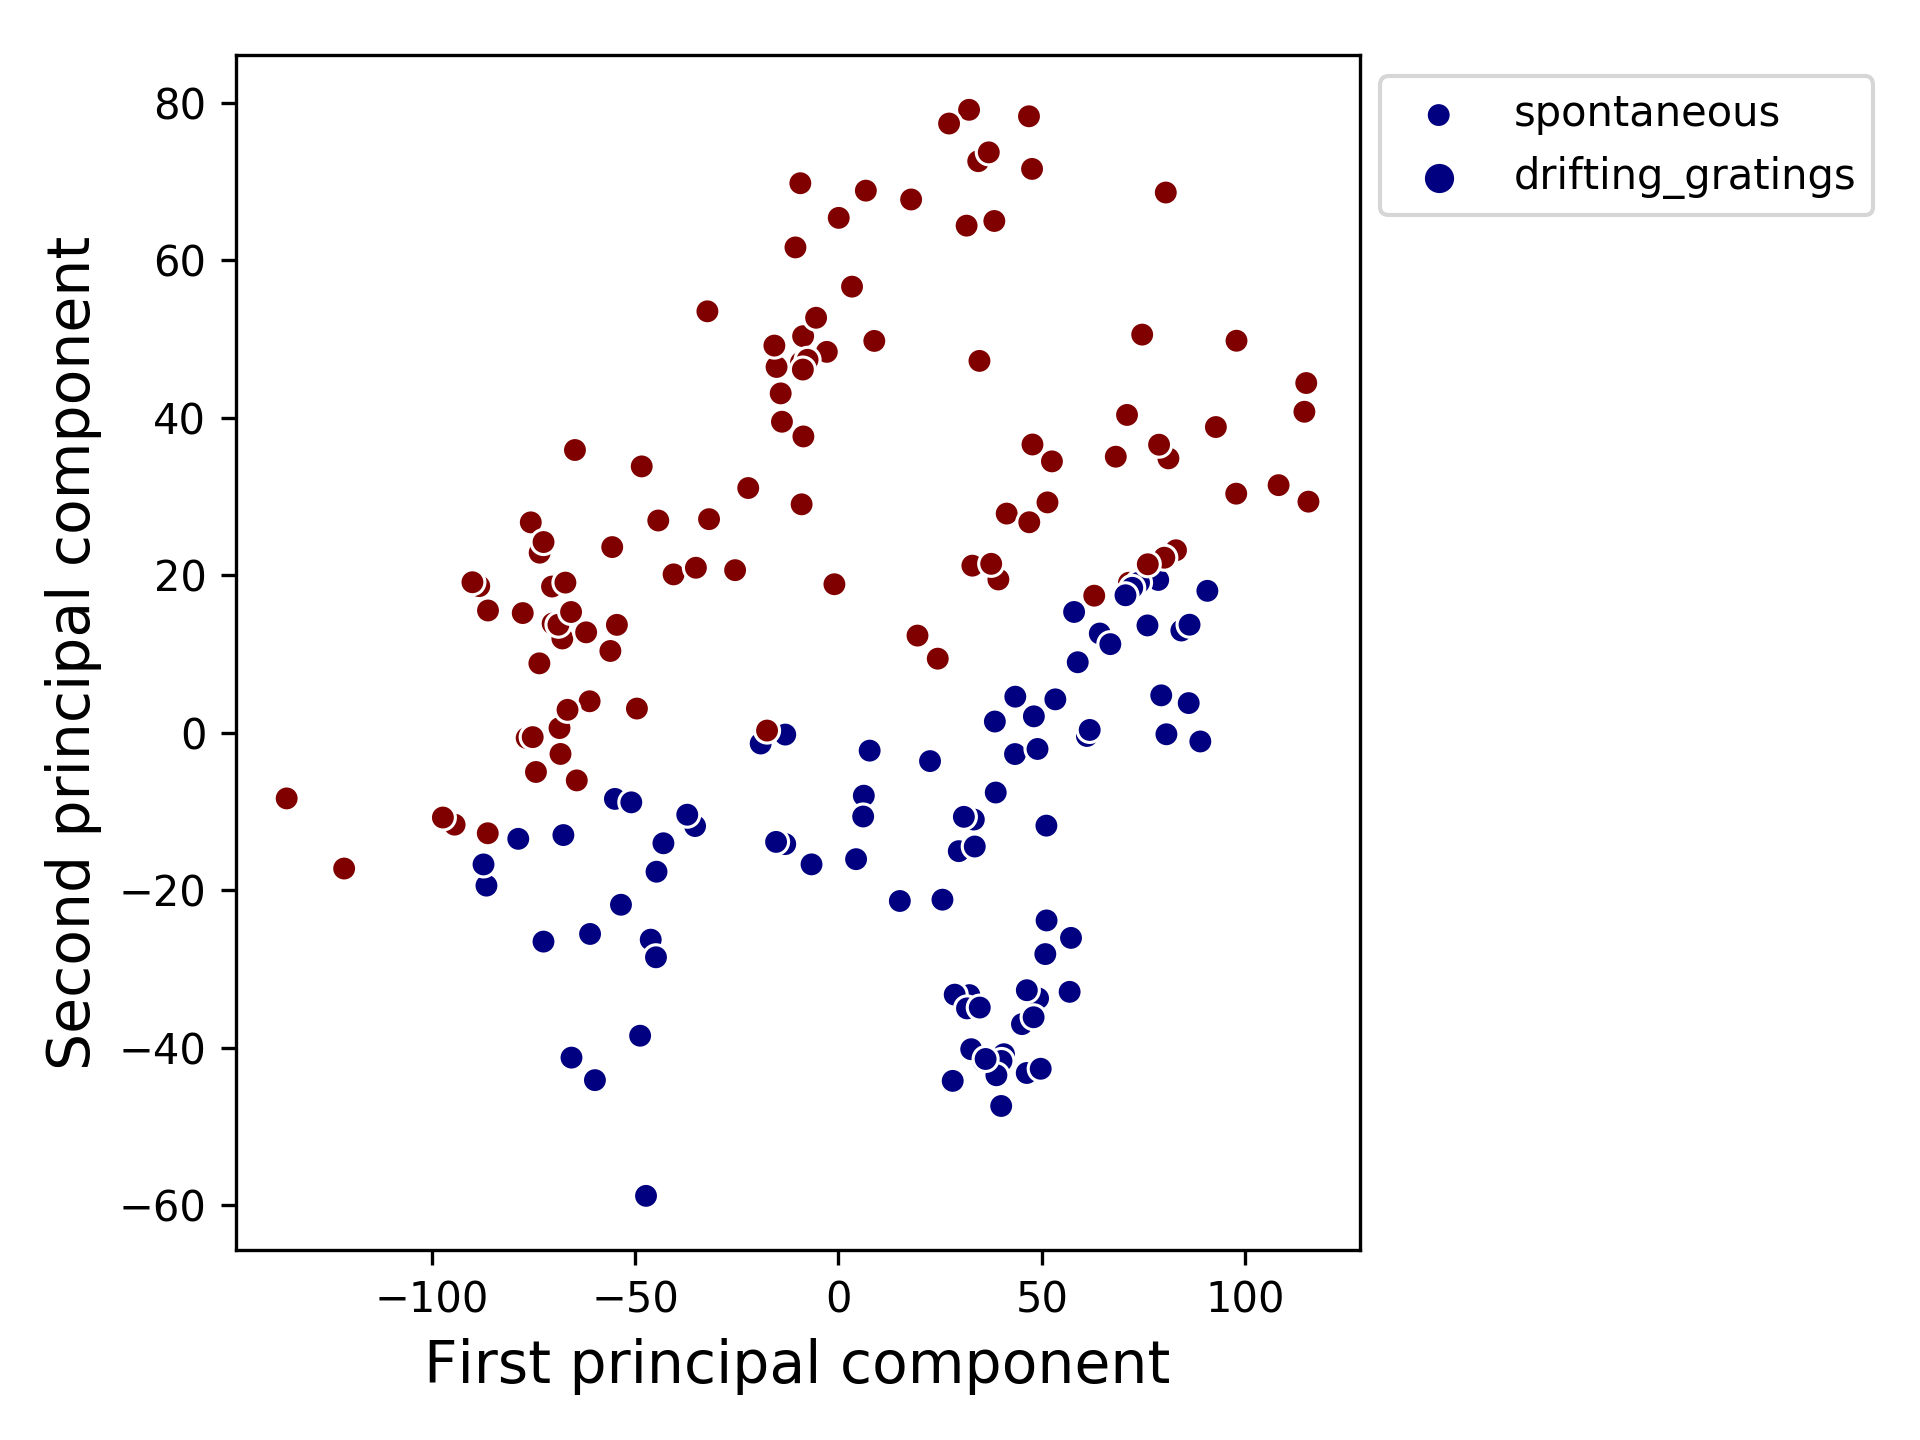 80
60
40
20
0
−20
−40
−60
Second principal component
−100 −50 0 50 100
First principal component
spontaneous
drifting_gratings